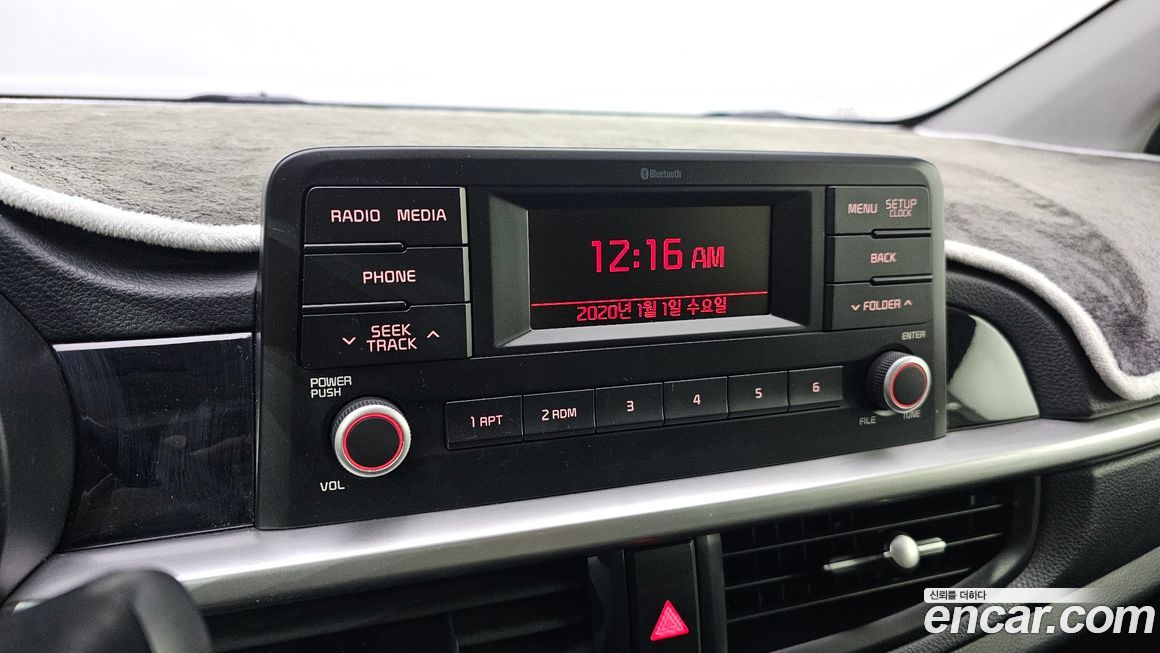 Bluetooth
RADIO MEDIA
PHONE
SEEK
TRACK
12:16 AM
2020년 1월 1일 수요일
MENU SETUP
CLOCK
BACK
FOLDER
POWER
PUSH
VOL
1 RPT
2 RDM
3
4
5
6
ENTER
FILE
TUNE
신뢰를 더하다
encar.com